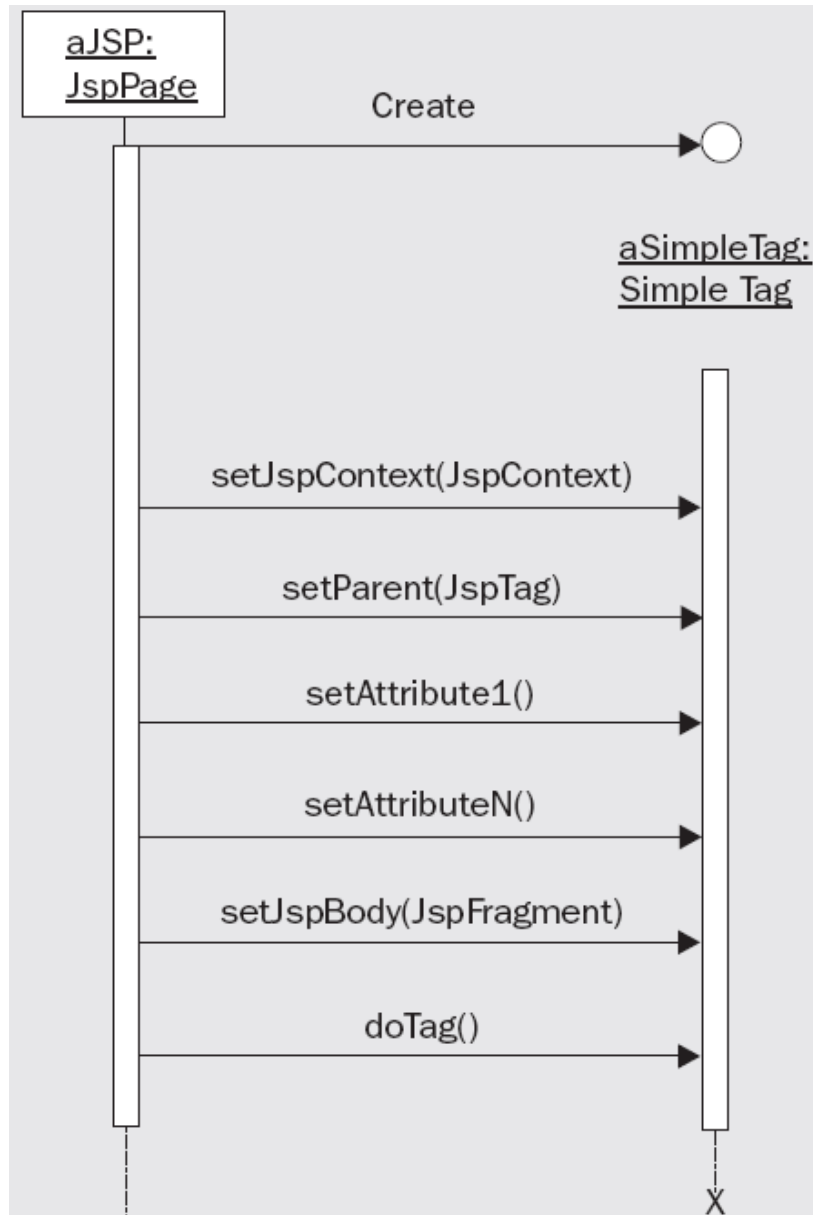 aJSP:
JspPage
Create
aSimpleTag:
Simple Tag
setJspContext(JspContext)
setParent(JspTag)
setAttribute1()
setAttributeN()
setJspBody(JspFragment)
doTag()
X